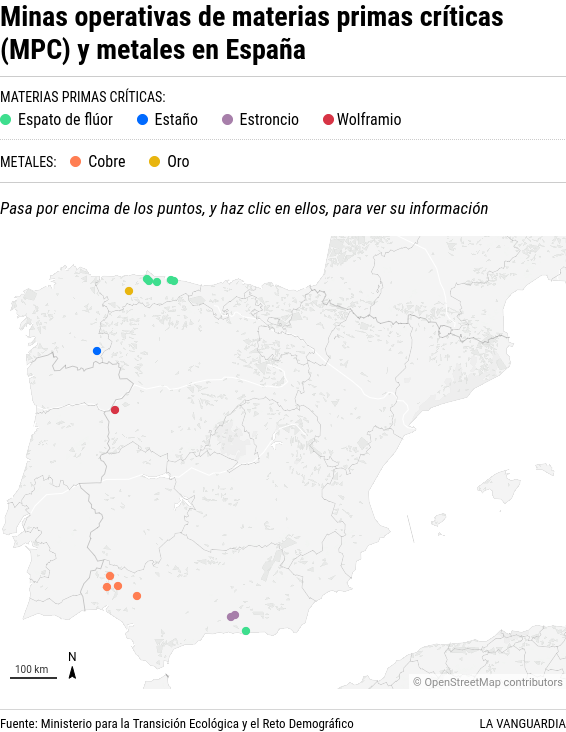 Minas operativas de materias primas críticas
(MPC) y metales en España
MATERIAS PRIMAS CRÍTICAS:
Espato de flúor Estaño Estroncio Wolframio
METALES: Cobre Oro
Pasa por encima de los puntos, y haz clic en ellos, para ver su información
N
100 km
© OpenStreetMap contributors
Fuente: Ministerio para la Transición Ecológica y el Reto Demográfico LA VANGUARDIA